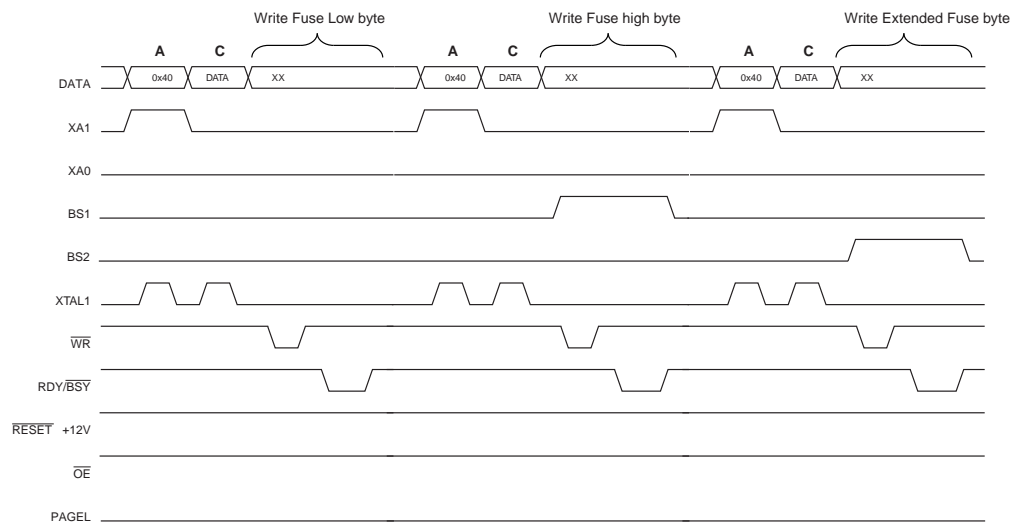 Write Fuse Low byte Write Fuse high byte Write Extended Fuse byte
A C A C A C
DATA 0x40 DATA XX 0x40 DATA XX 0x40 DATA XX
XA1
XA0
BS1
BS2
XTAL1
WR
RDY/BSY
RESET +12V
OE
PAGEL